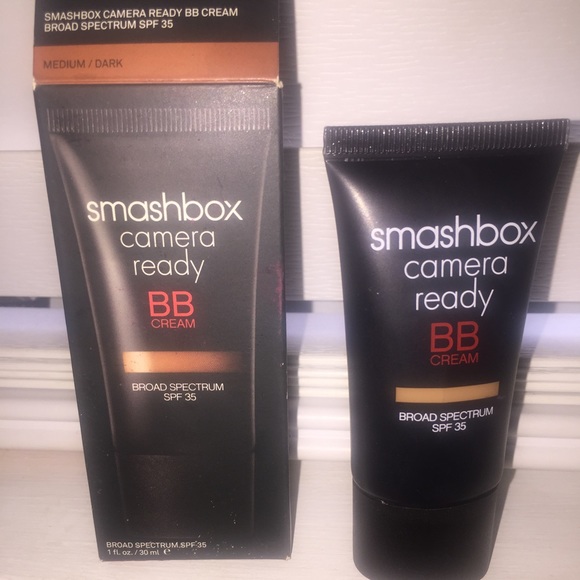 SMASHBOX CAMERA READY BB CREAM
BROAD SPECTRUM SPF 35
MEDIUM / DARK
smashbox
camera
ready
BB
CREAM
BROAD SPECTRUM
SPF 35
BROAD SPECTRUM SPF 35
1 fl. oz. / 30 ml ℮
smashbox
camera
ready
BB
CREAM
BROAD SPECTRUM
SPF 35